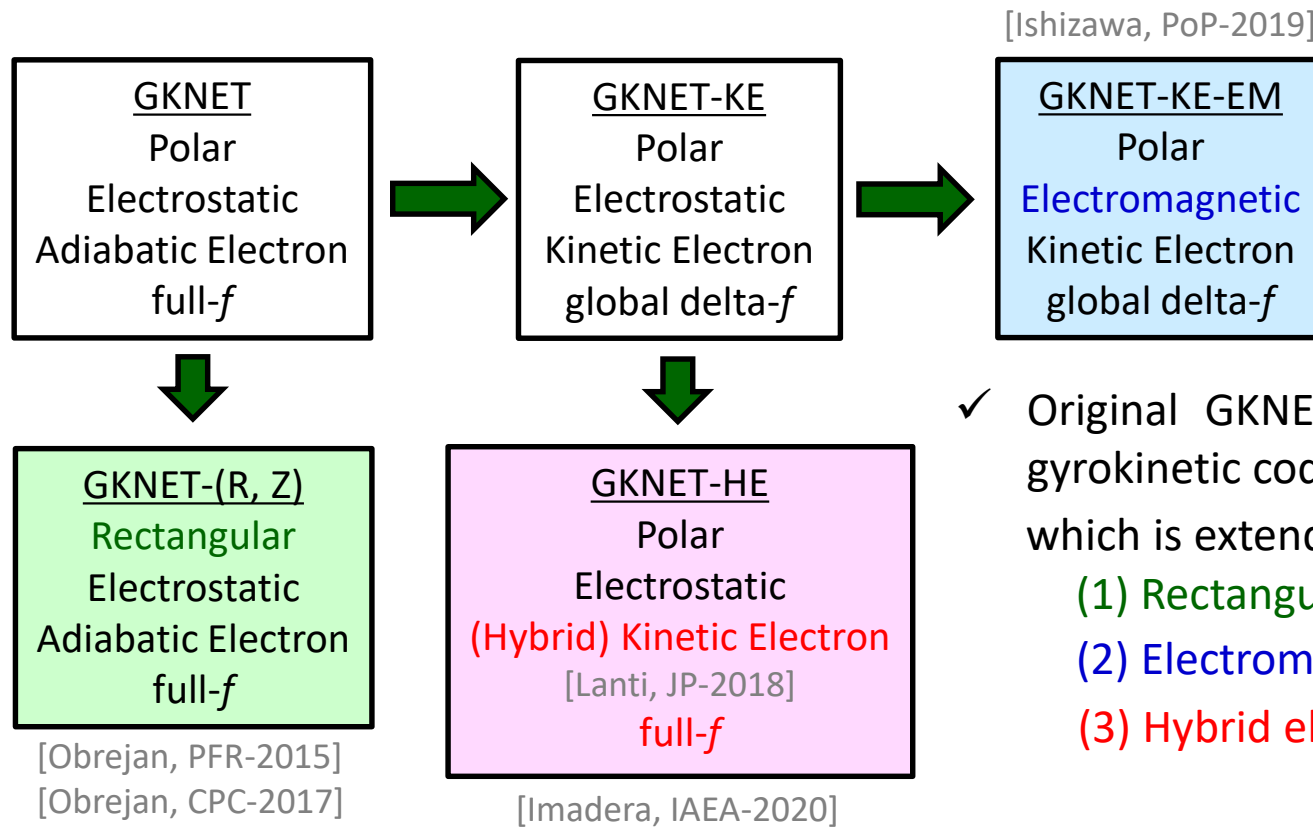 [Ishizawa, PoP-2019]
GKNET
Polar
Electrostatic
Adiabatic Electron
full-f
GKNET-KE
Polar
Electrostatic
Kinetic Electron
global delta-f
GKNET-KE-EM
Polar
Electromagnetic
Kinetic Electron
global delta-f
GKNET-(R, Z)
Rectangular
Electrostatic
Adiabatic Electron
full-f
[Obrejan, PFR-2015]
[Obrejan, CPC-2017]
GKNET-HE
Polar
Electrostatic
(Hybrid) Kinetic Electron
[Lanti, JP-2018]
full-f
[Imadera, IAEA-2020]
✓ Original
gyrokinetic
which is
(1)
(2)
(3) Hybrid